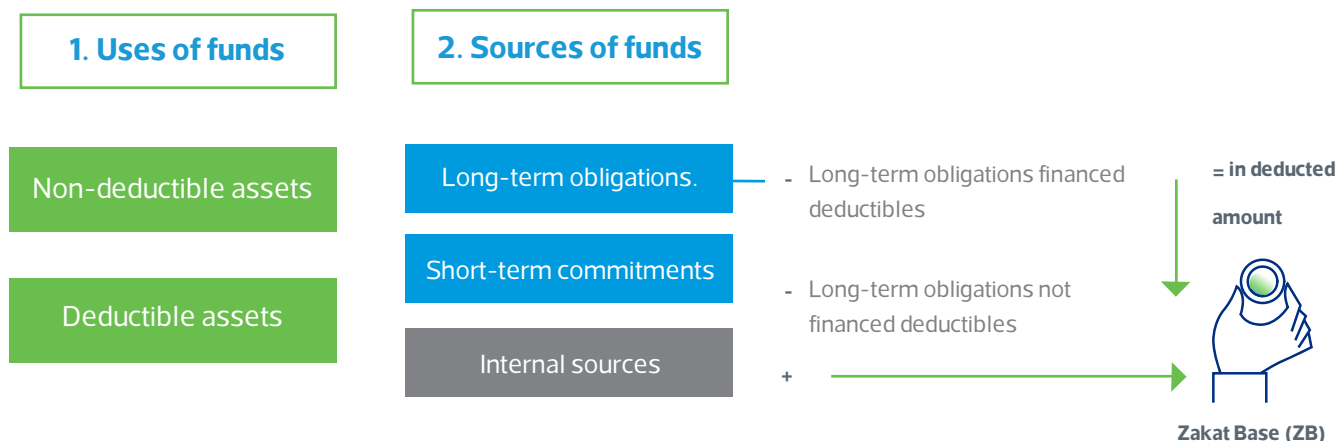 1. Uses of funds
2. Sources of funds
Non-deductible assets
Deductible assets
Long-term obligations.
Short-term commitments
Internal sources
- Long-term obligations financed
deductibles
- Long-term obligations not
financed deductibles
+
= in deducted
amount
Zakat Base (ZB)